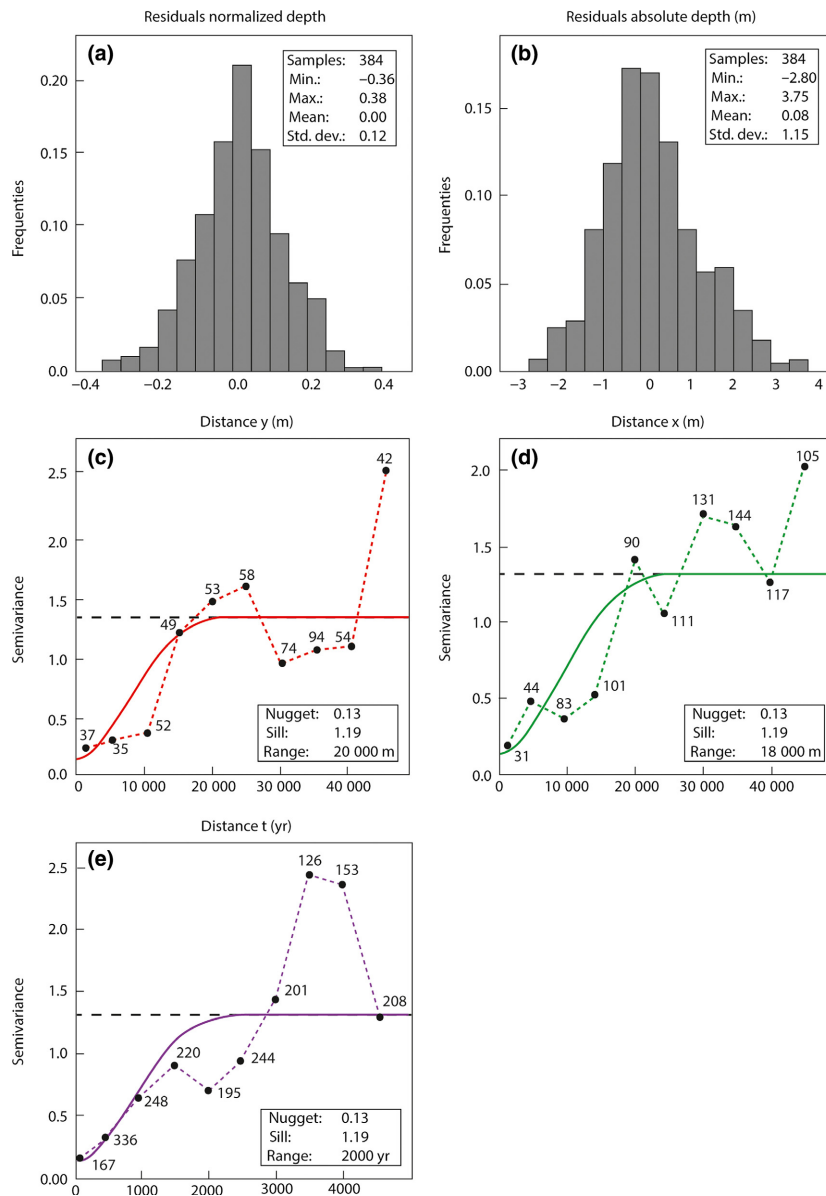 Residuals normalized depth
(a)
Samples: 384
Min.: −0.36
Max.: 0.38
Mean: 0.00
Std. dev.: 0.12
Frequenties
0.20
0.15
0.10
0.05
0.0
−0.4 −0.2 0.0 0.2 0.4
Residuals absolute depth (m)
(b)
Samples: 384
Min.: −2.80
Max.: 3.75
Mean: 0.08
Std. dev.: 1.15
Frequenties
0.15
0.10
0.05
0.00
−3 −2 −1 0 1 2 3 4
Distance y (m)
(c)
Semivariance
2.5
2.0
1.5
1.0
0.5
0.0
37 35 52 49 53 58 74 94 54 42
Nugget: 0.13
Sill: 1.19
Range: 20 000 m
0 10 000 20 000 30 000 40 000
Distance x (m)
(d)
Semivariance
2.0
1.5
1.0
0.5
0.0
31 44 83 101 90 111 131 144 117 105
Nugget: 0.13
Sill: 1.19
Range: 18 000 m
0 10 000 20 000 30 000 40 000
Distance t (yr)
(e)
Semivariance
2.5
2.0
1.5
1.0
0.5
0.00
167 336 248 220 195 244 201 126 153 208
Nugget: 0.13
Sill: 1.19
Range: 2000 yr
0 1000 2000 3000 4000